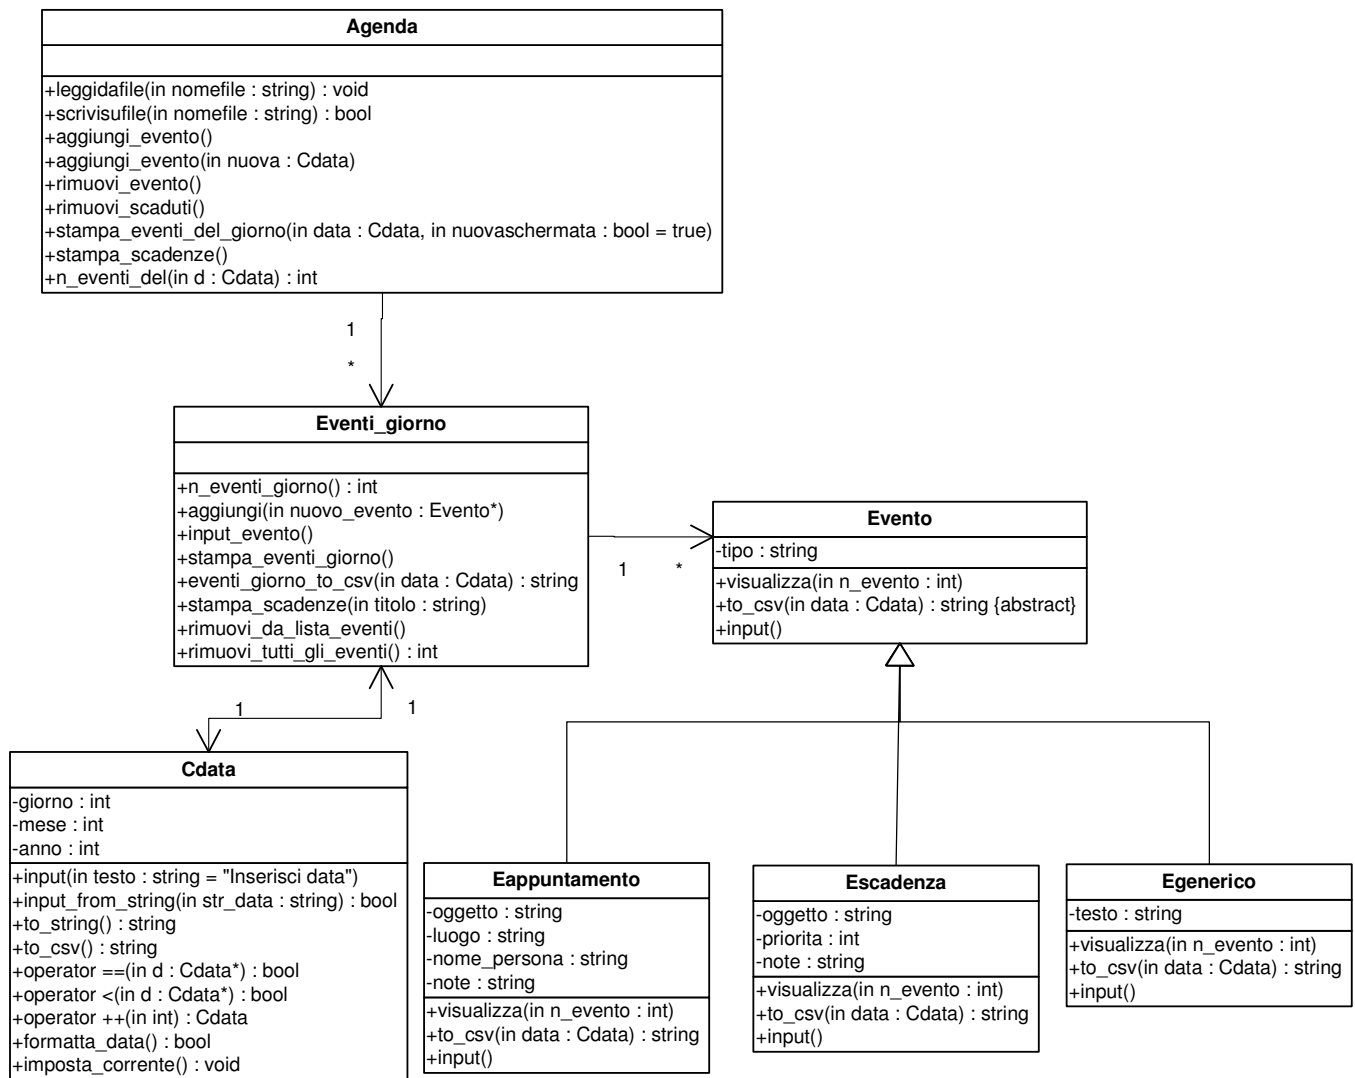 Agenda
+leggidafile(in nomefile : string) : void
+scrivisufile(in nomefile : string) : bool
+aggiungi_evento()
+aggiungi_evento(in nuova : Cdata)
+rimuovi_evento()
+rimuovi_scaduti()
+stampa_eventi_del_giorno(in data : Cdata, in nuovaschermata : bool = true)
+stampa_scadenze()
+n_eventi_del(in d : Cdata) : int
1
*
Eventi_giorno
+n_eventi_giorno() : int
+aggiungi(in nuovo_evento : Evento*)
+input_evento()
+stampa_eventi_giorno()
+eventi_giorno_to_csv(in data : Cdata) : string
+stampa_scadenze(in titolo : string)
+rimuovi_da_lista_eventi()
+rimuovi_tutti_gli_eventi() : int
1
*
Evento
-tipo : string
+visualizza(in n_evento : int)
+to_csv(in data : Cdata) : string {abstract}
+input()
1
1
Cdata
-giorno : int
-mese : int
-anno : int
+input(in testo : string = "Inserisci data")
+input_from_string(in str_data : string) : bool
+to_string() : string
+to_csv() : string
+operator ==(in d : Cdata*) : bool
+operator <(in d : Cdata*) : bool
+operator ++(in int) : Cdata
+formatta_data() : bool
+imposta_corrente() : void
Eappuntamento
-oggetto : string
-luogo : string
-nome_persona : string
-note : string
+visualizza(in n_evento : int)
+to_csv(in data : Cdata) : string
+input()
Escadenza
-oggetto : string
-priorita : int
-note : string
+visualizza(in n_evento : int)
+to_csv(in data : Cdata) : string
+input()
Egenerico
-testo : string
+visualizza(in n_evento : int)
+to_csv(in data : Cdata) : string
+input()